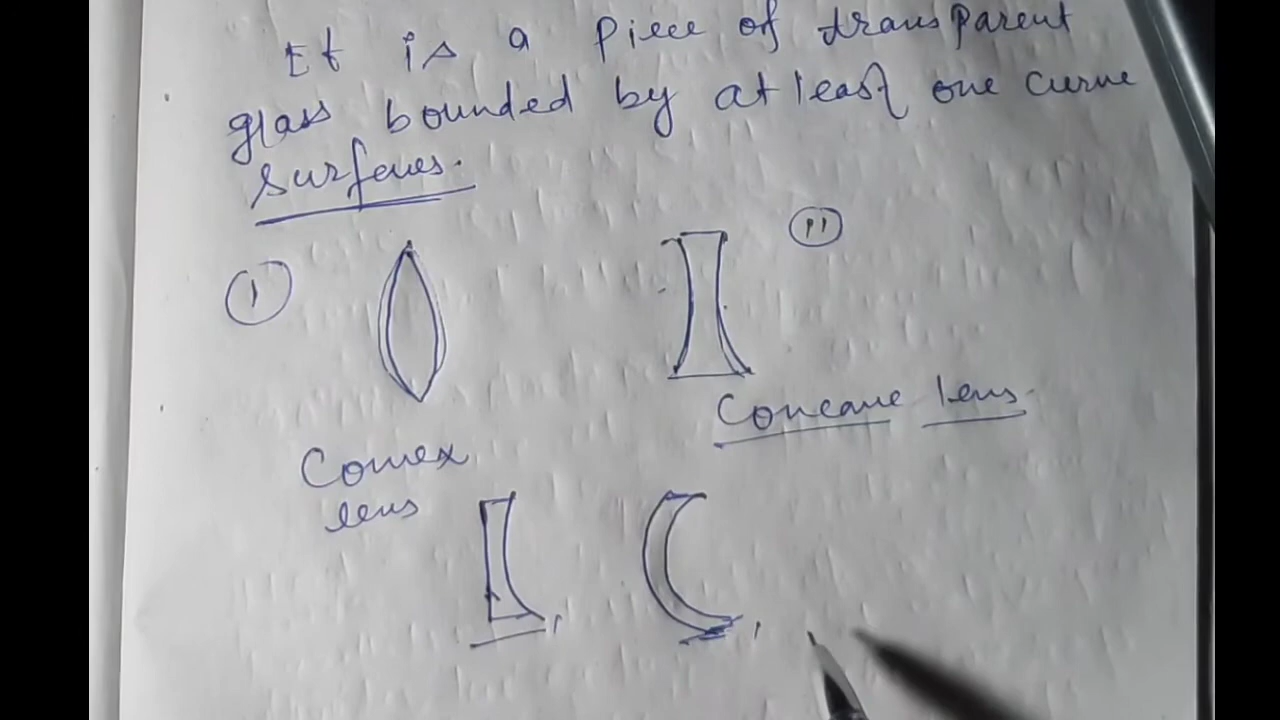 It is a piece of transparent
glass bounded by at least one curve
surfaces.
(i)
(ii)
Concave lens.
Convex
lens